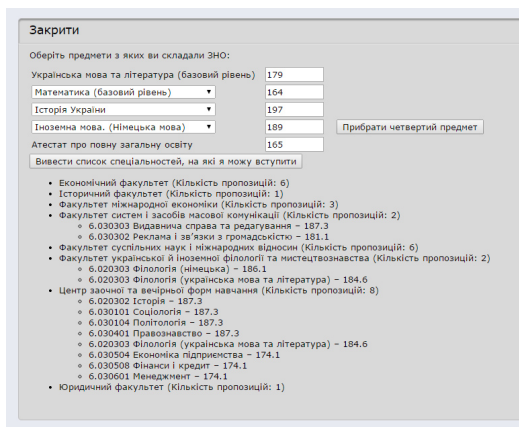 Закрити
Оберіть предмети з яких ви складали ЗНО:
Українська мова та література (базовий рівень) 179
Математика (базовий рівень) 164
Історія України 197
Іноземна мова. (Німецька мова) 189 Прибрати четвертий предмет
Атестат про повну загальну освіту 165
Вивести список спеціальностей, на які я можу вступити
Економічний факультет (Кількість пропозицій: 6)
Історичний факультет (Кількість пропозицій: 1)
Факультет міжнародної економіки (Кількість пропозицій: 3)
Факультет систем і засобів масової комунікації (Кількість пропозицій: 2)
6.030303 Видавнича справа та редагування – 187.3
6.030302 Реклама і зв'язки з громадськістю – 181.1
Факультет суспільних наук і міжнародних відносин (Кількість пропозицій: 6)
Факультет української й іноземної філології та мистецтвознавства (Кількість пропозицій: 2)
6.020303 Філологія (німецька) – 186.1
6.020303 Філологія (українська мова та література) – 184.6
Центр заочної та вечірньої форм навчання (Кількість пропозицій: 8)
6.020302 Історія – 187.3
6.030101 Соціологія – 187.3
6.030104 Політологія – 187.3
6.030401 Правознавство – 187.3
6.020303 Філологія (українська мова та література) – 184.6
6.030504 Економіка підприємства – 174.1
6.030508 Фінанси і кредит – 174.1
6.030601 Менеджмент – 174.1
Юридичний факультет (Кількість пропозицій: 1)